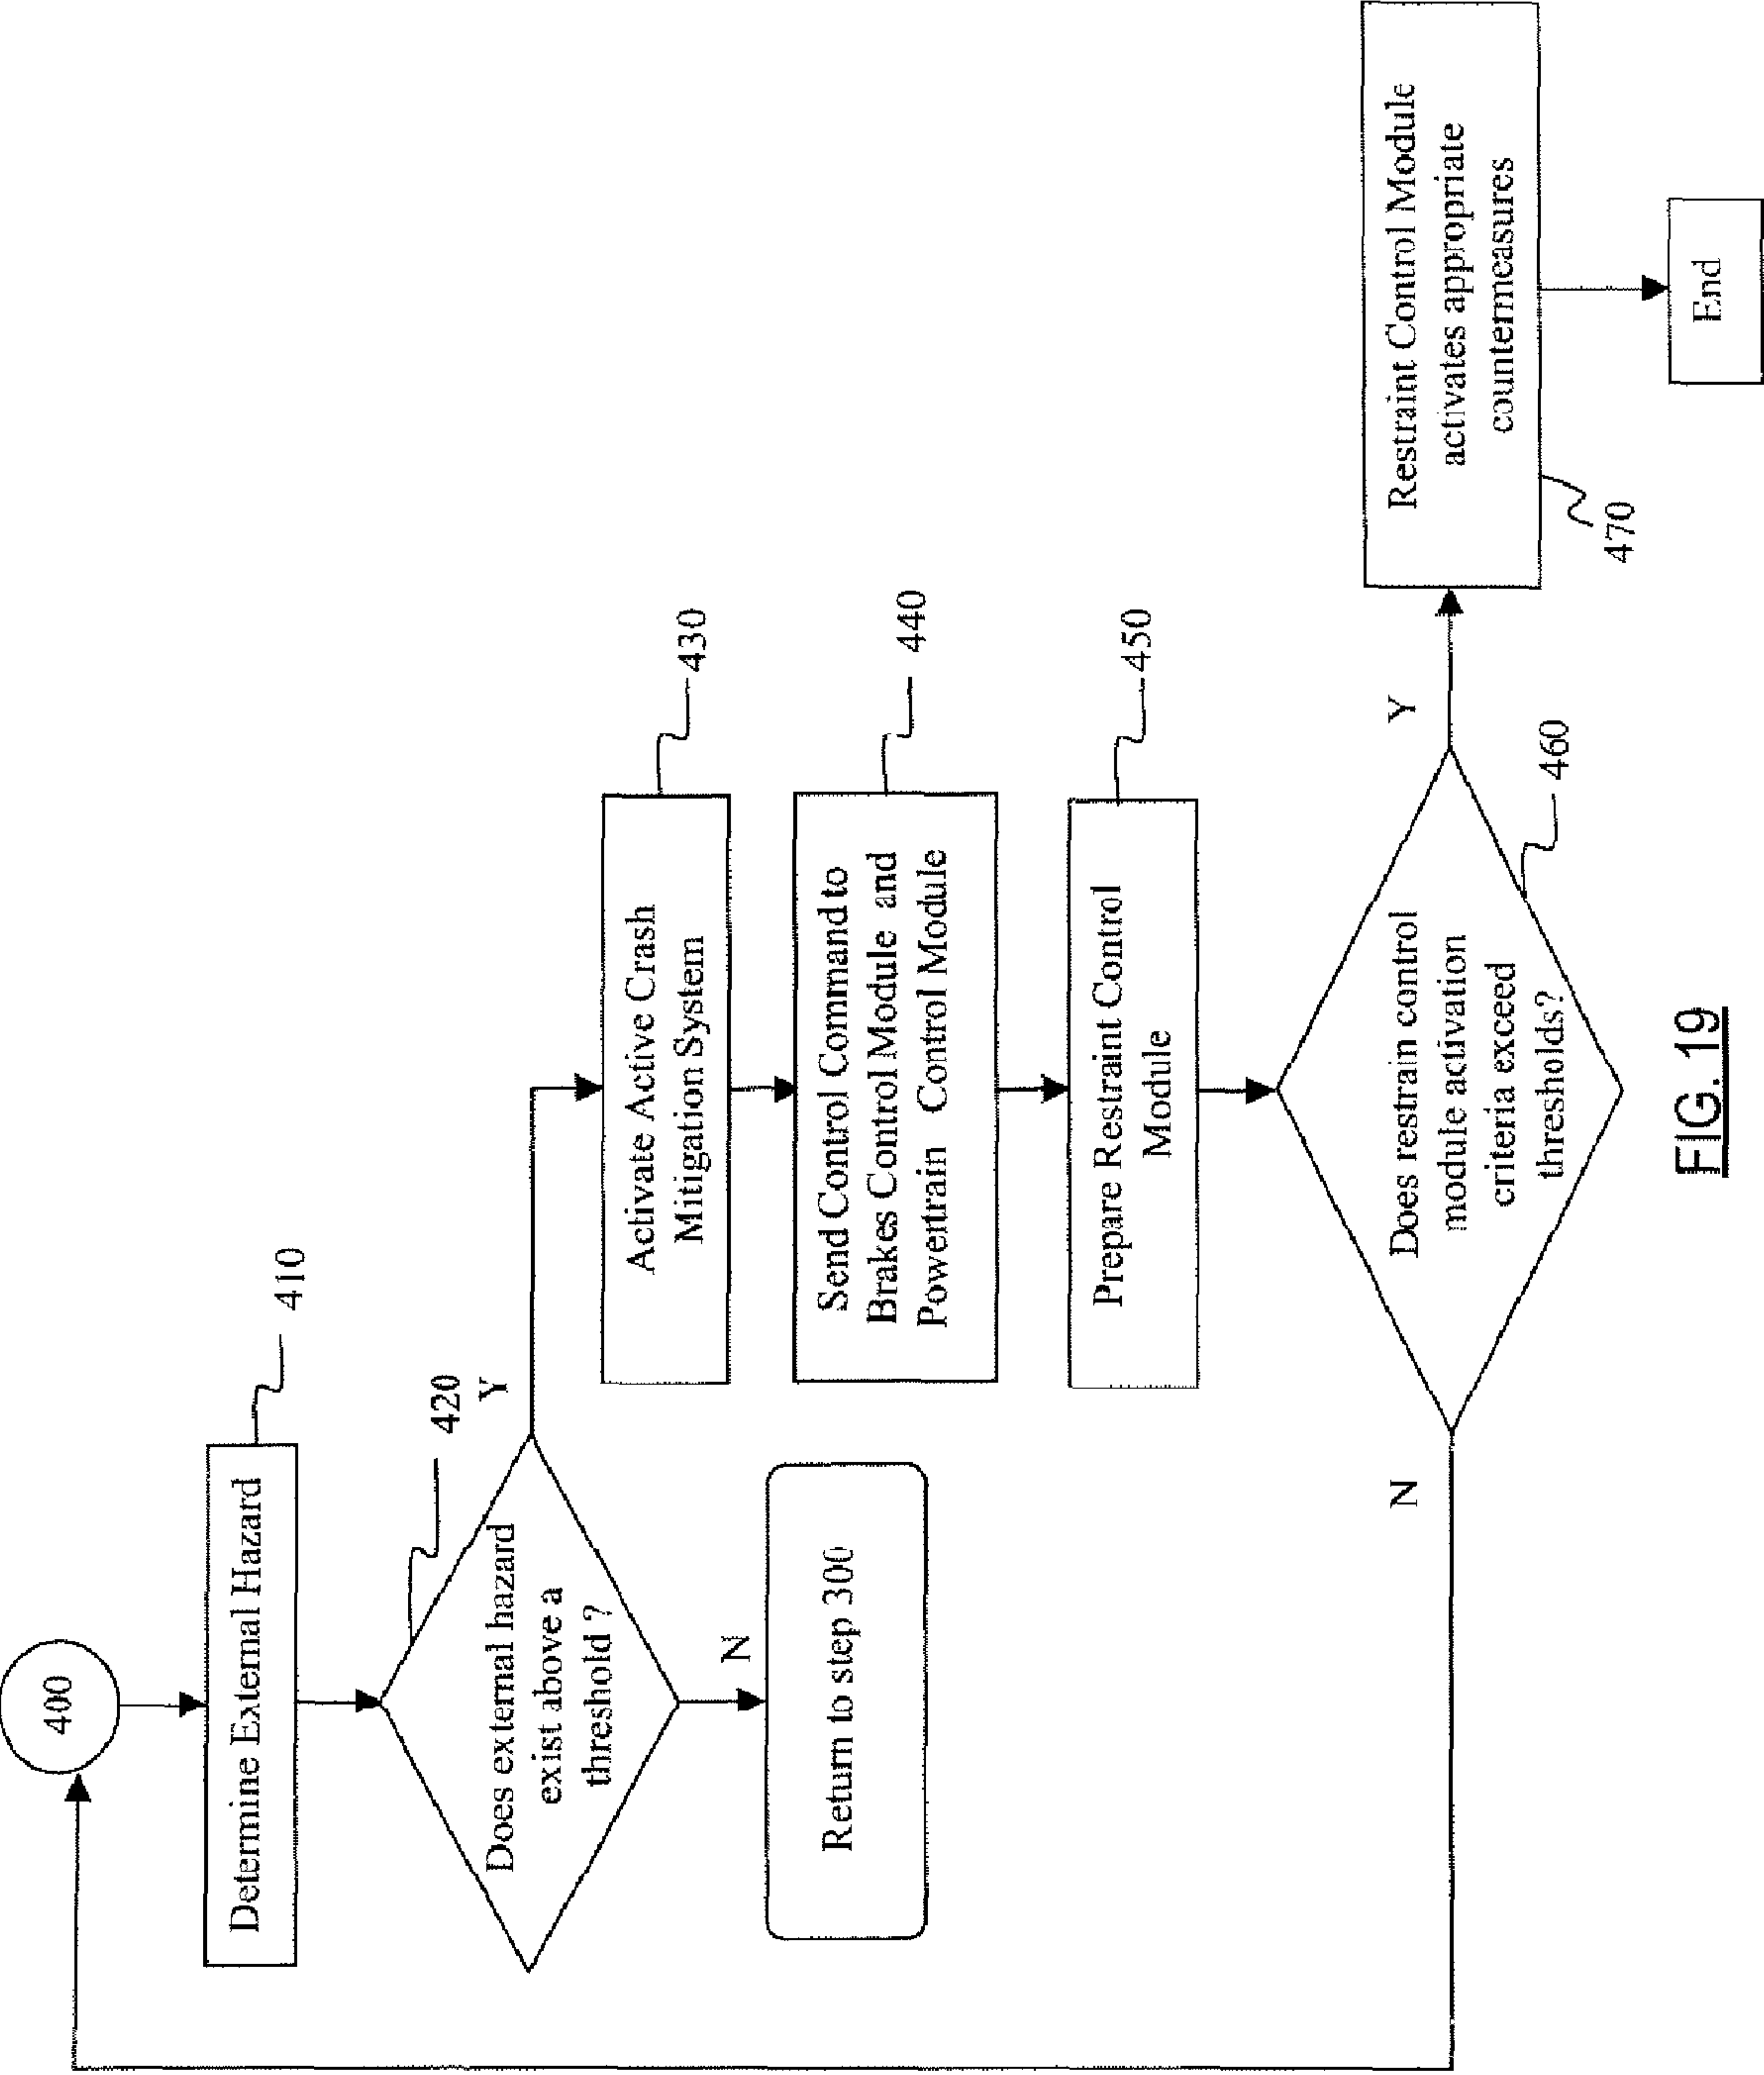 400
Determine External Hazard
410
Does external hazard
exist above a
threshold ?
420
Y
N
Return to step 300
Activate Active Crash
Mitigation System
430
Send Control Command to
Brakes Control Module and
Powertrain Control Module
440
Prepare Restraint Control
Module
450
Does restrain control
module activation
criteria exceed
thresholds?
460
N
Y
Restraint Control Module
activates appropriate
countermeasures
470
End
FIG. 19